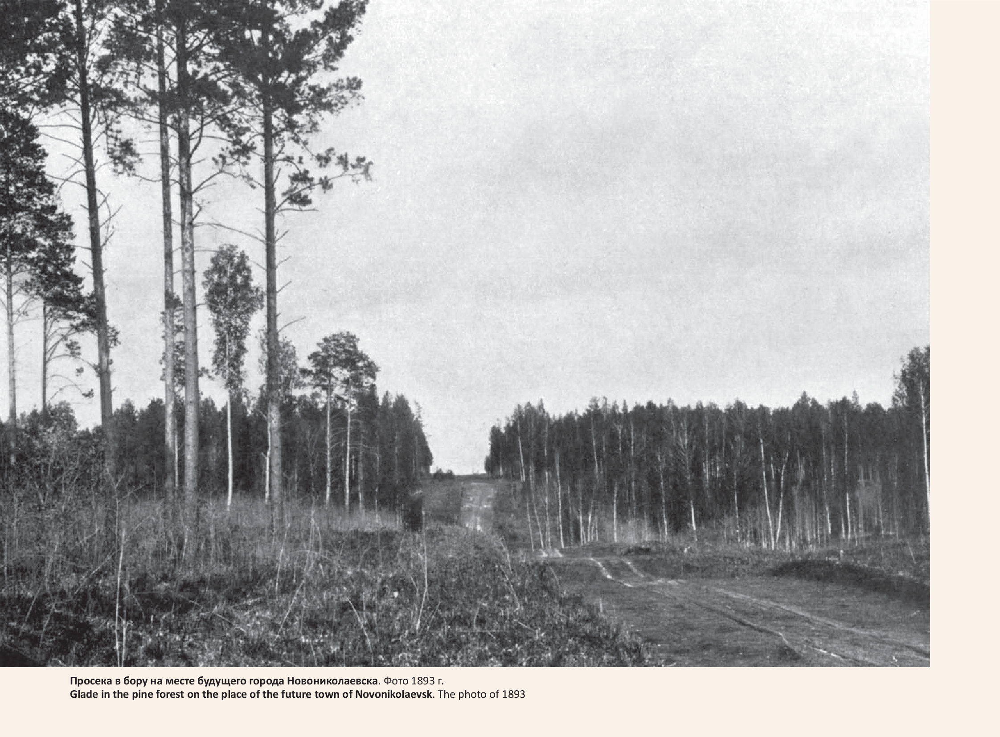 Просека в бору на месте будущего города Новониколаевска. Фото 1893 г.
Glade in the pine forest on the place of the future town of Novonikolaevsk. The photo of 1893